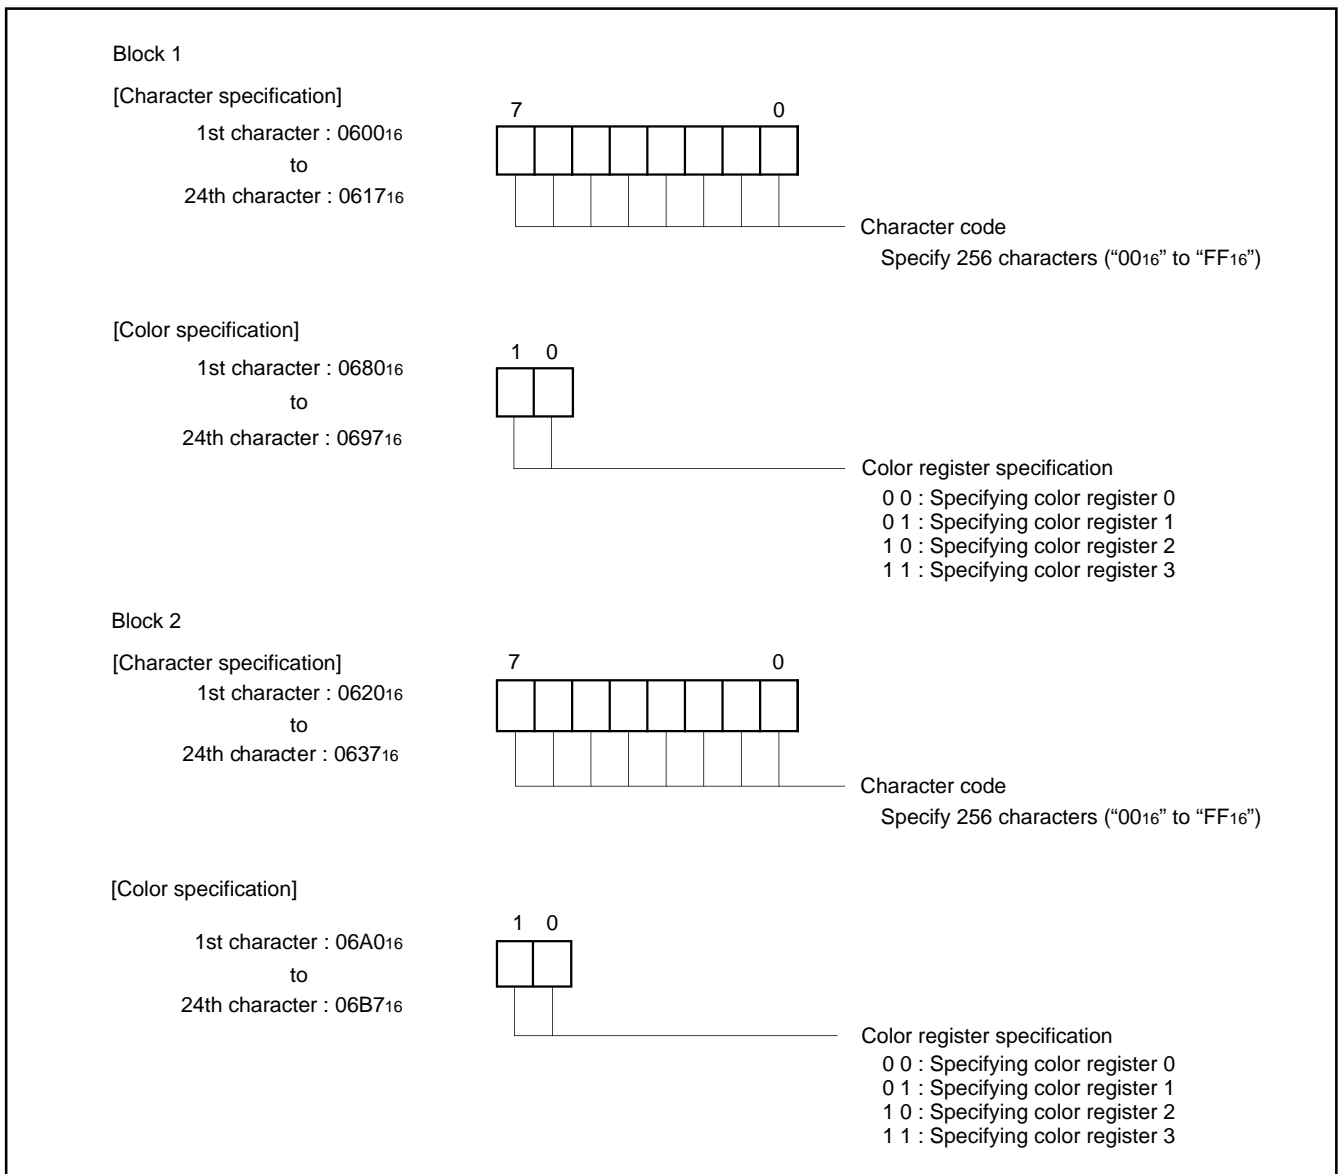 Block 1
[Character specification]
7 0
1st character : 0600₁₆
to
24th character : 0617₁₆
Character code
Specify 256 characters (“00₁₆” to “FF₁₆”)
[Color specification]
1 0
1st character : 0680₁₆
to
24th character : 0697₁₆
Color register specification
0 0 : Specifying color register 0
0 1 : Specifying color register 1
1 0 : Specifying color register 2
1 1 : Specifying color register 3
Block 2
[Character specification]
7 0
1st character : 0620₁₆
to
24th character : 0637₁₆
Character code
Specify 256 characters (“00₁₆” to “FF₁₆”)
[Color specification]
1 0
1st character : 06A0₁₆
to
24th character : 06B7₁₆
Color register specification
0 0 : Specifying color register 0
0 1 : Specifying color register 1
1 0 : Specifying color register 2
1 1 : Specifying color register 3